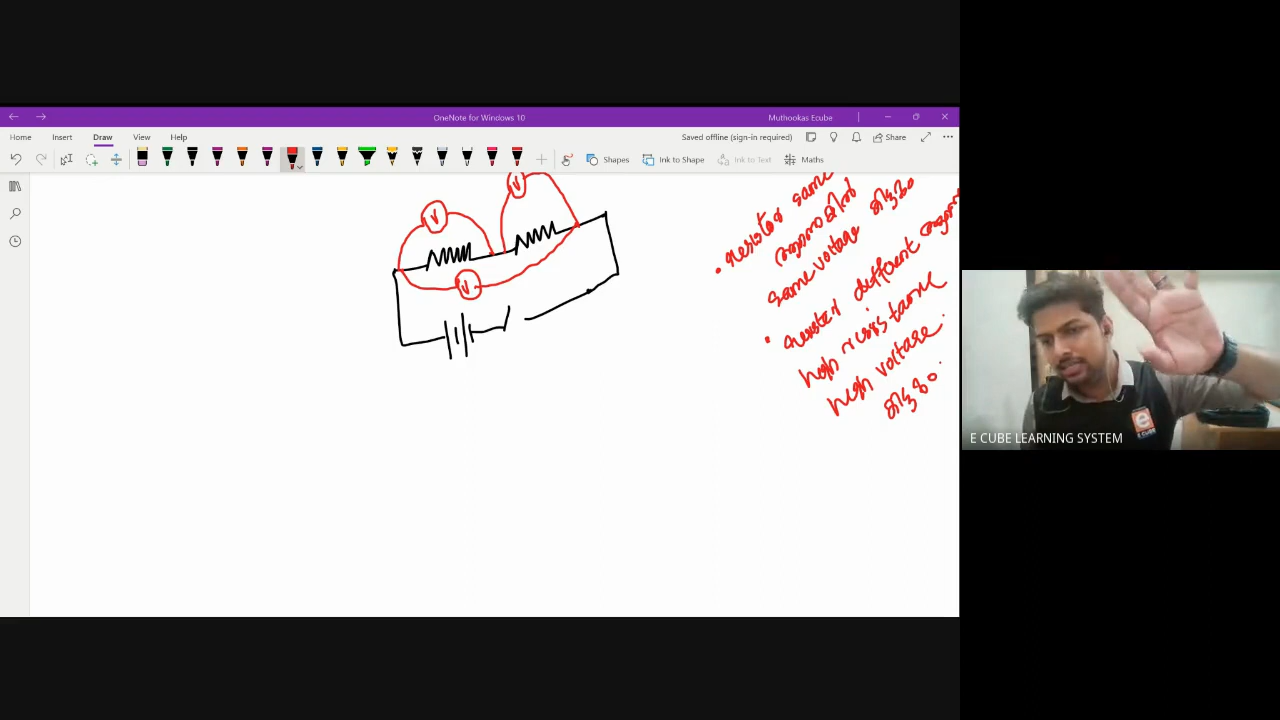 OneNote for Windows 10
Muthookas Ecube
Home Insert Draw View Help
Saved offline (sign-in required)
Share
Shapes
Ink to Shape
Ink to Text
Maths
V
V
V
• resistor same
ആണെങ്കിൽ
same voltage കിട്ടും
• resistor different
high resistance
high voltage
കിട്ടും.
E CUBE
E CUBE LEARNING SYSTEM